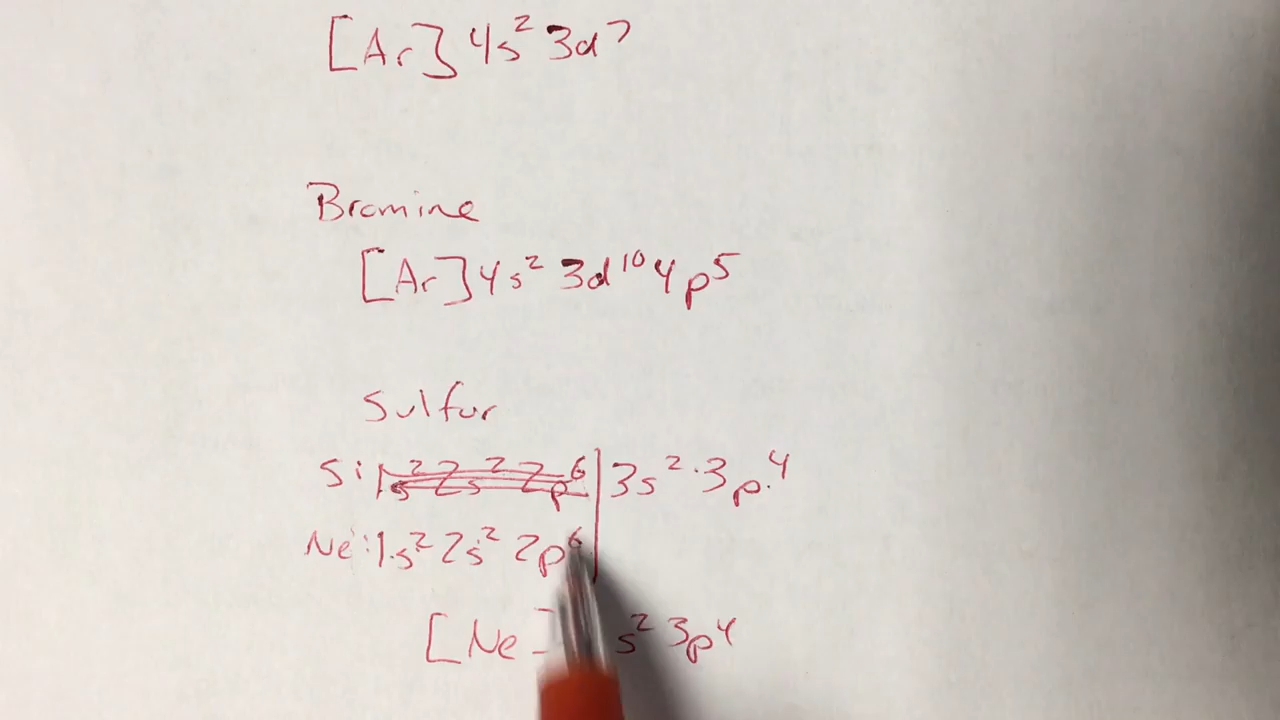 [Ar] 4s² 3d⁷
Bromine
[Ar] 4s² 3d¹⁰ 4p⁵
Sulfur
S: 1s² 2s² 2p⁶ | 3s² 3p⁴
Ne: 1s² 2s² 2p⁶
[Ne] s² 3p⁴